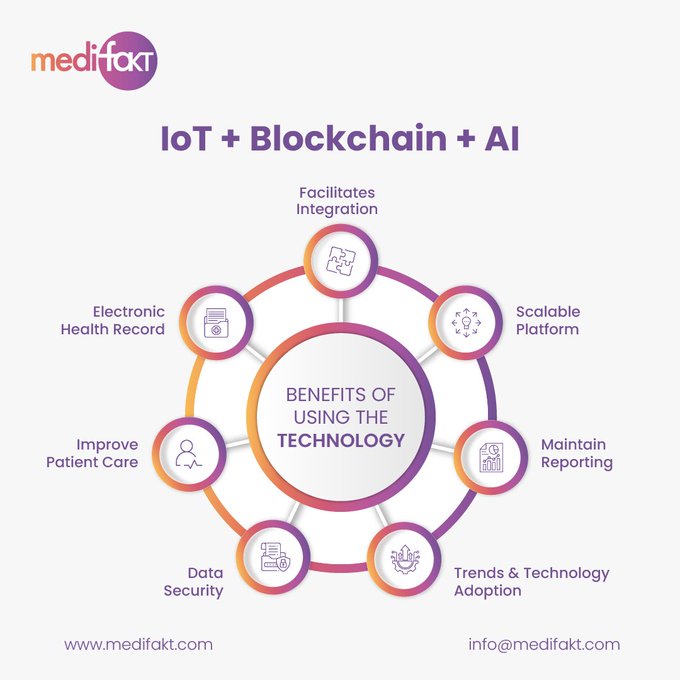 medifakt
IoT + Blockchain + AI
Facilitates
Integration
Electronic
Health Record
Scalable
Platform
BENEFITS OF
USING THE
TECHNOLOGY
Improve
Patient Care
Maintain
Reporting
Data
Security
Trends & Technology
Adoption
www.medifakt.com
info@medifakt.com